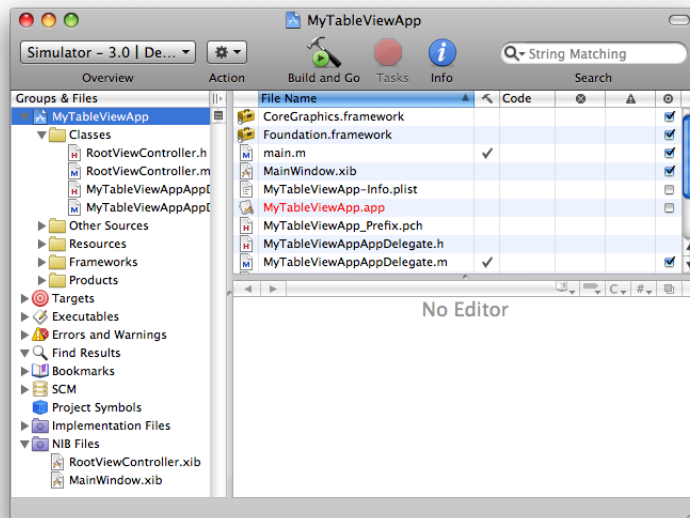 MyTableViewApp
Simulator - 3.0 | De...
String Matching
Overview
Action
Build and Go
Tasks
Info
Search
Groups & Files
MyTableViewApp
Classes
RootViewController.h
RootViewController.m
MyTableViewAppAppD
MyTableViewAppAppD
Other Sources
Resources
Frameworks
Products
Targets
Executables
Errors and Warnings
Find Results
Bookmarks
SCM
Project Symbols
Implementation Files
NIB Files
RootViewController.xib
MainWindow.xib
File Name
Code
CoreGraphics.framework
Foundation.framework
main.m
MainWindow.xib
MyTableViewApp-Info.plist
MyTableViewApp.app
MyTableViewApp_Prefix.pch
MyTableViewAppAppDelegate.h
MyTableViewAppAppDelegate.m
C #
No Editor